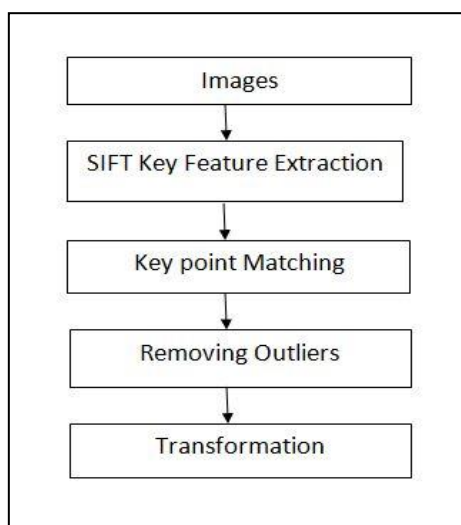 Images
SIFT Key Feature Extraction
Key point Matching
Removing Outliers
Transformation